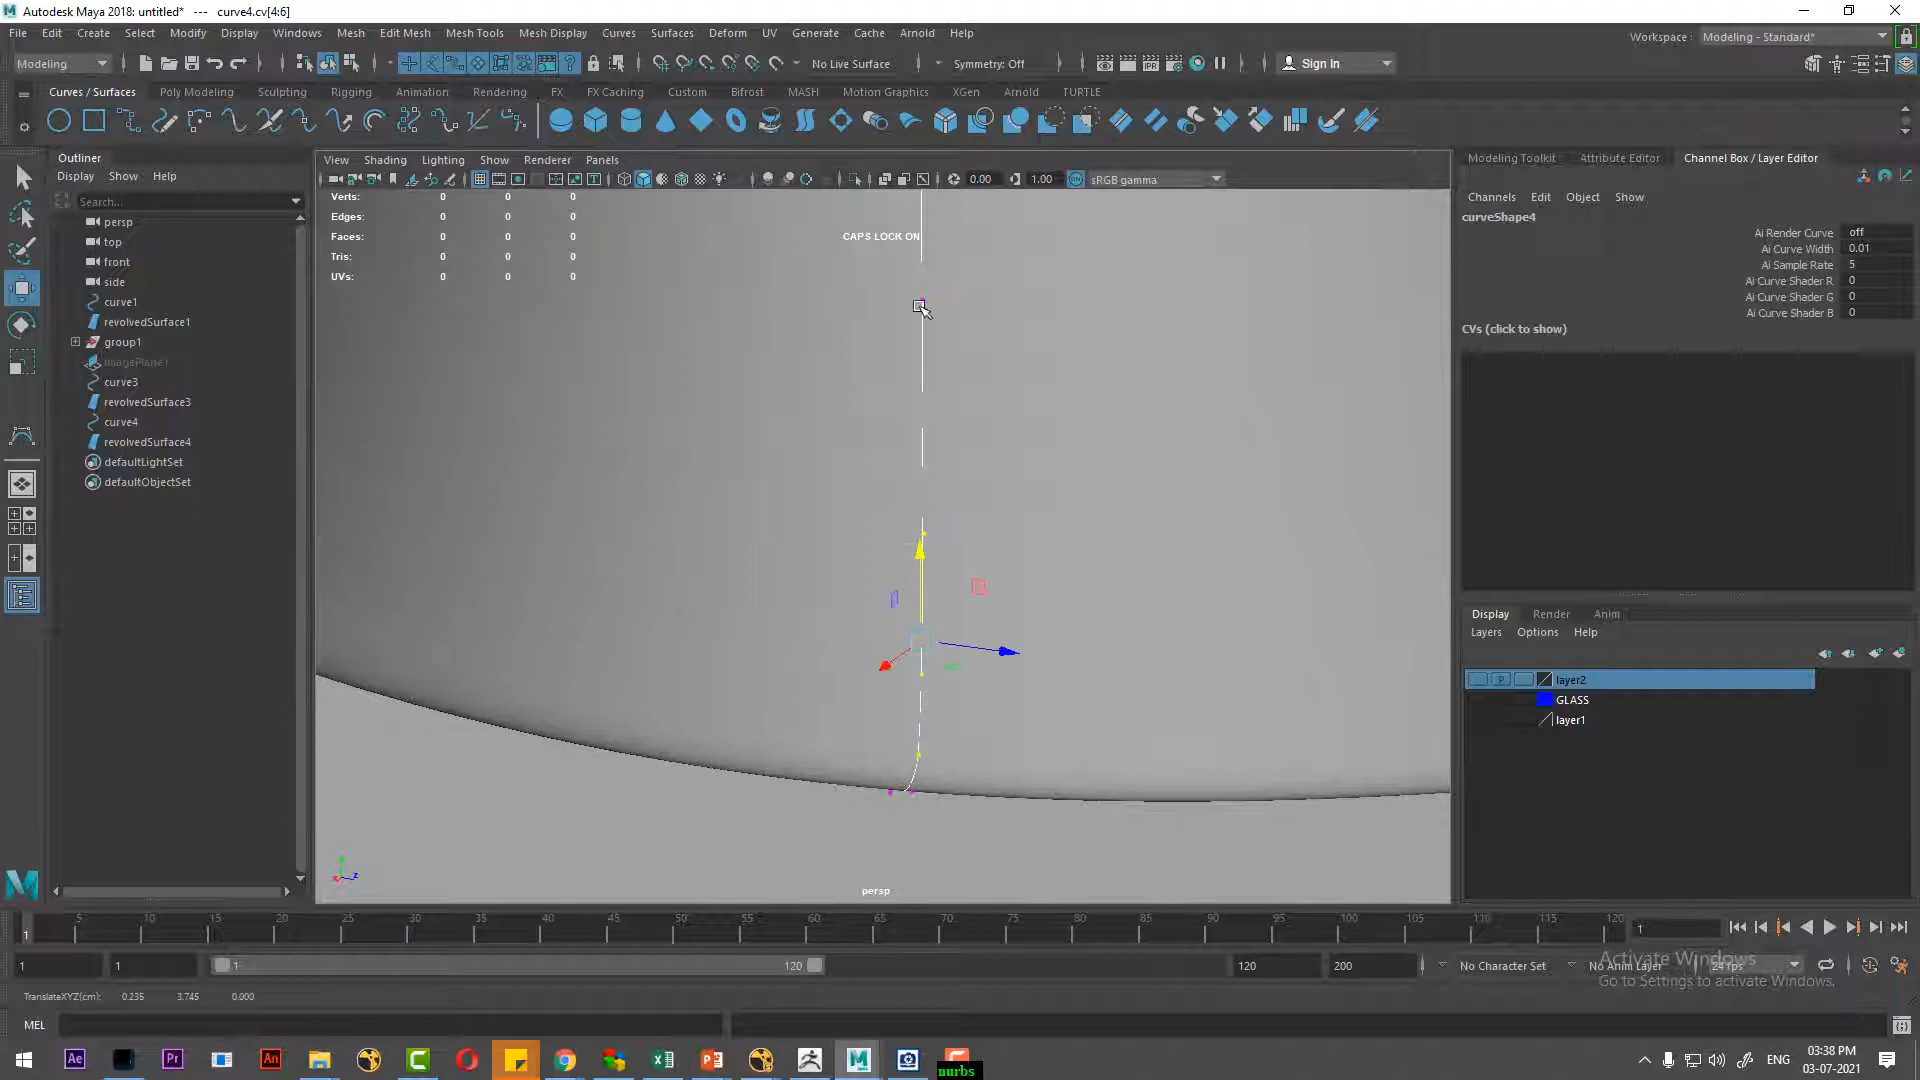 Autodesk Maya 2018: untitled*   ---   curve4.cv[4:6]
File Edit Create Select Modify Display Windows Mesh Edit Mesh Mesh Tools Mesh Display Curves Surfaces Deform UV Generate Cache Arnold Help
Workspace : Modeling - Standard*
Modeling No Live Surface Symmetry: Off Sign In
Curves / Surfaces Poly Modeling Sculpting Rigging Animation Rendering FX FX Caching Custom Bifrost MASH Motion Graphics XGen Arnold TURTLE
Outliner
Display Show Help
Search...
persp
top
front
side
curve1
revolvedSurface1
group1
imagePlane1
curve3
revolvedSurface3
curve4
revolvedSurface4
defaultLightSet
defaultObjectSet
View Shading Lighting Show Renderer Panels
0.00 1.00 ON sRGB gamma
Verts: 0 0 0
Edges: 0 0 0
Faces: 0 0 0
Tris: 0 0 0
UVs: 0 0 0
CAPS LOCK ON
persp
Modeling Toolkit Attribute Editor Channel Box / Layer Editor
Channels Edit Object Show
curveShape4
Ai Render Curve off
Ai Curve Width 0.01
Ai Sample Rate 5
Ai Curve Shader R 0
Ai Curve Shader G 0
Ai Curve Shader B 0
CVs (click to show)
Display Render Anim
Layers Options Help
P layer2
GLASS
layer1
5 10 15 20 25 30 35 40 45 50 55 60 65 70 75 80 85 90 95 100 105 110 115 120
1 1
1 1 1 120 120 200 No Character Set No Anim Layer 24 fps
Activate Windows
Go to Settings to activate Windows.
TranslateXYZ(cm): 0.235 3.745 0.000
MEL
Ae Pr An
nurbs
ENG
03:38 PM
03-07-2021